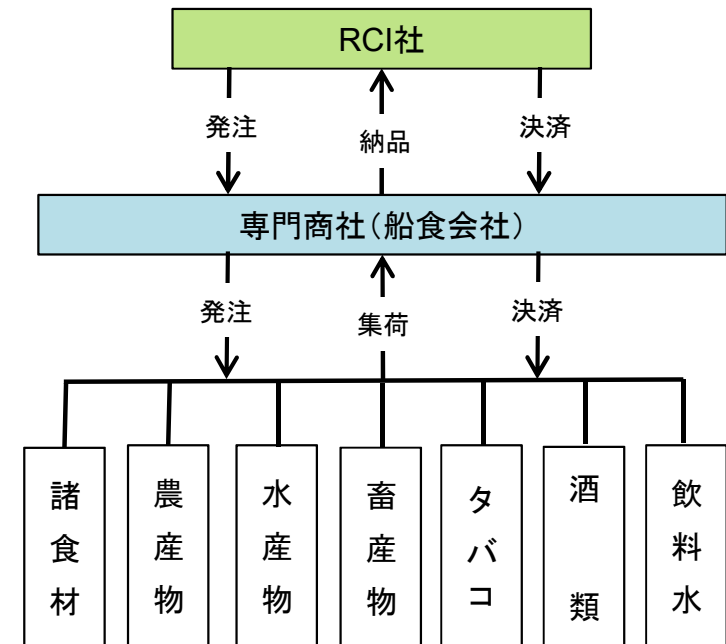 RCI社
発注
納品
決済
専門商社(船食会社)
発注
集荷
決済
諸食材
農産物
水産物
畜産物
タバコ
酒類
飲料水